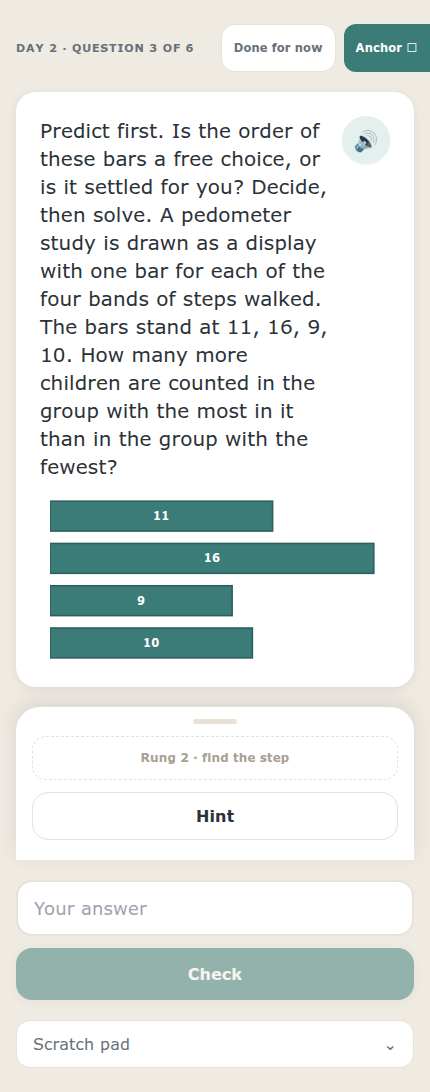 DAY 2 · QUESTION 3 OF 6
Done for now
Anchor ☐
Predict first. Is the order of
these bars a free choice, or
is it settled for you? Decide,
then solve. A pedometer
study is drawn as a display
with one bar for each of the
four bands of steps walked.
The bars stand at 11, 16, 9,
10. How many more
children are counted in the
group with the most in it
than in the group with the
fewest?
11
16
9
10
Rung 2 · find the step
Hint
Your answer
Check
Scratch pad